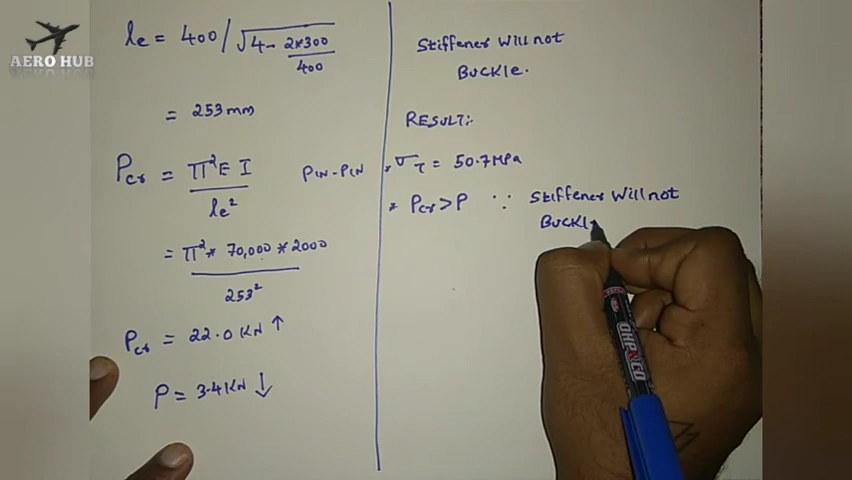 AERO HUB
le = 400 / √4 - 2*300/400
= 253 mm
Pcr = π²EI / le² Pin-Pin
= π² * 70,000 * 2000 / 253²
Pcr = 22.0 KN ↑
P = 3.4 KN ↓
Stiffener Will not
Buckle.
RESULT:-
* σT = 50.7 MPa
* Pcr > P ∵ Stiffener Will not
Buckl
OHP & CD